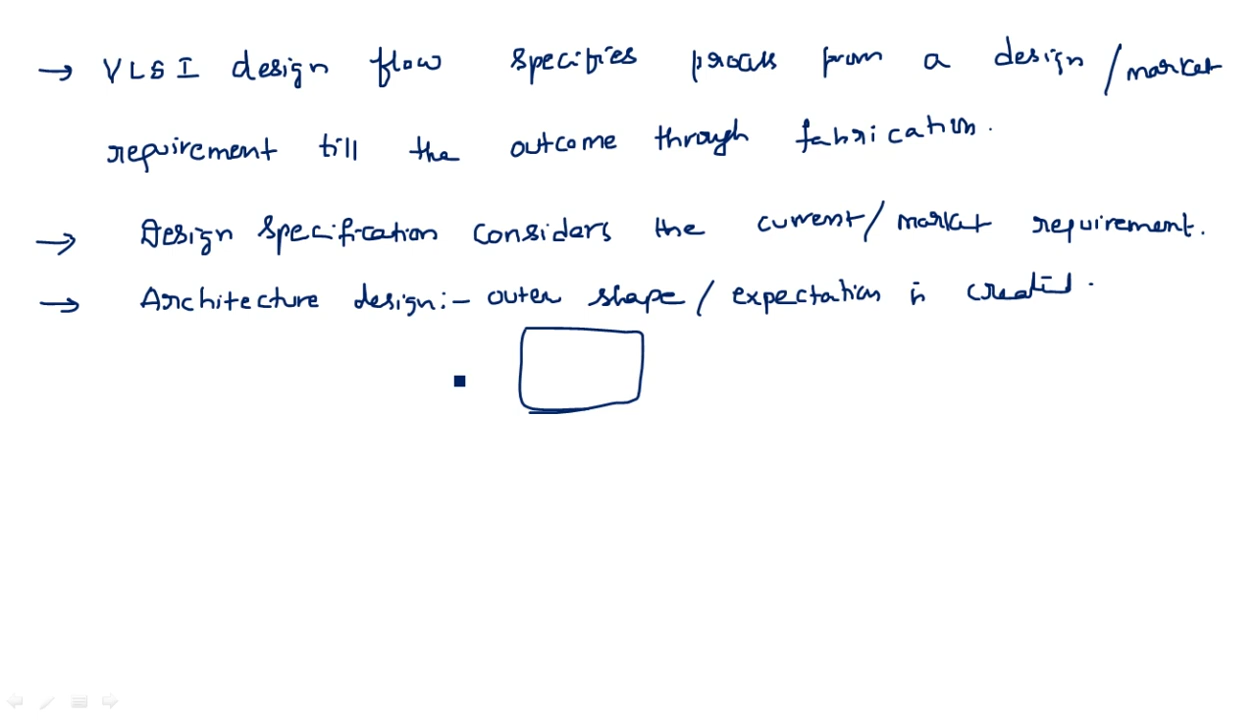 → VLSI design flow specifies process from a design / market
requirement till the outcome through fabrication.
→ Design specification considers the current / market requirement.
→ Architecture design:- outer shape / expectation is created.